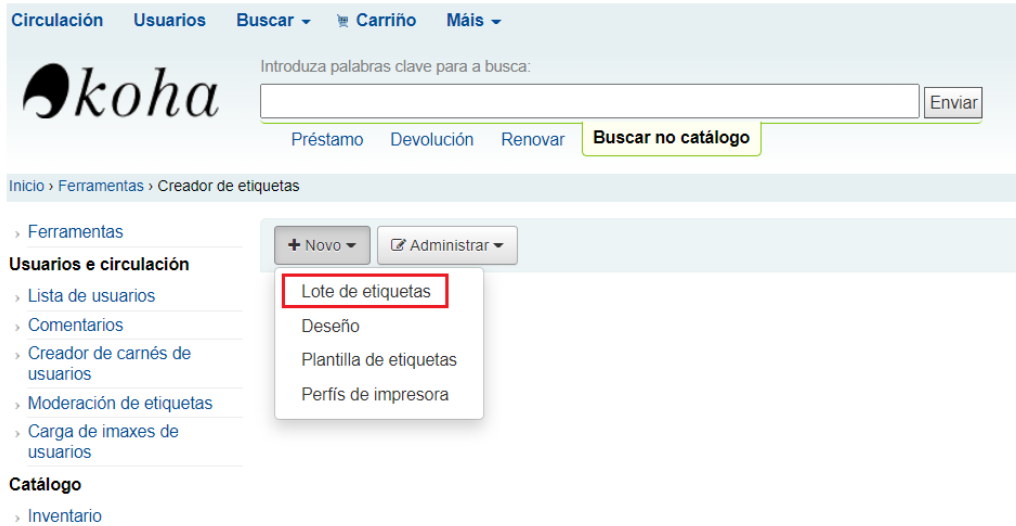 Circulación Usuarios Buscar Carriño Máis
koha
Introduza palabras clave para a busca:
Enviar
Préstamo Devolución Renovar Buscar no catálogo
Inicio › Ferramentas › Creador de etiquetas
› Ferramentas
Usuarios e circulación
› Lista de usuarios
› Comentarios
› Creador de carnés de
usuarios
› Moderación de etiquetas
› Carga de imaxes de
usuarios
Catálogo
› Inventario
+ Novo Administrar
Lote de etiquetas
Deseño
Plantilla de etiquetas
Perfís de impresora